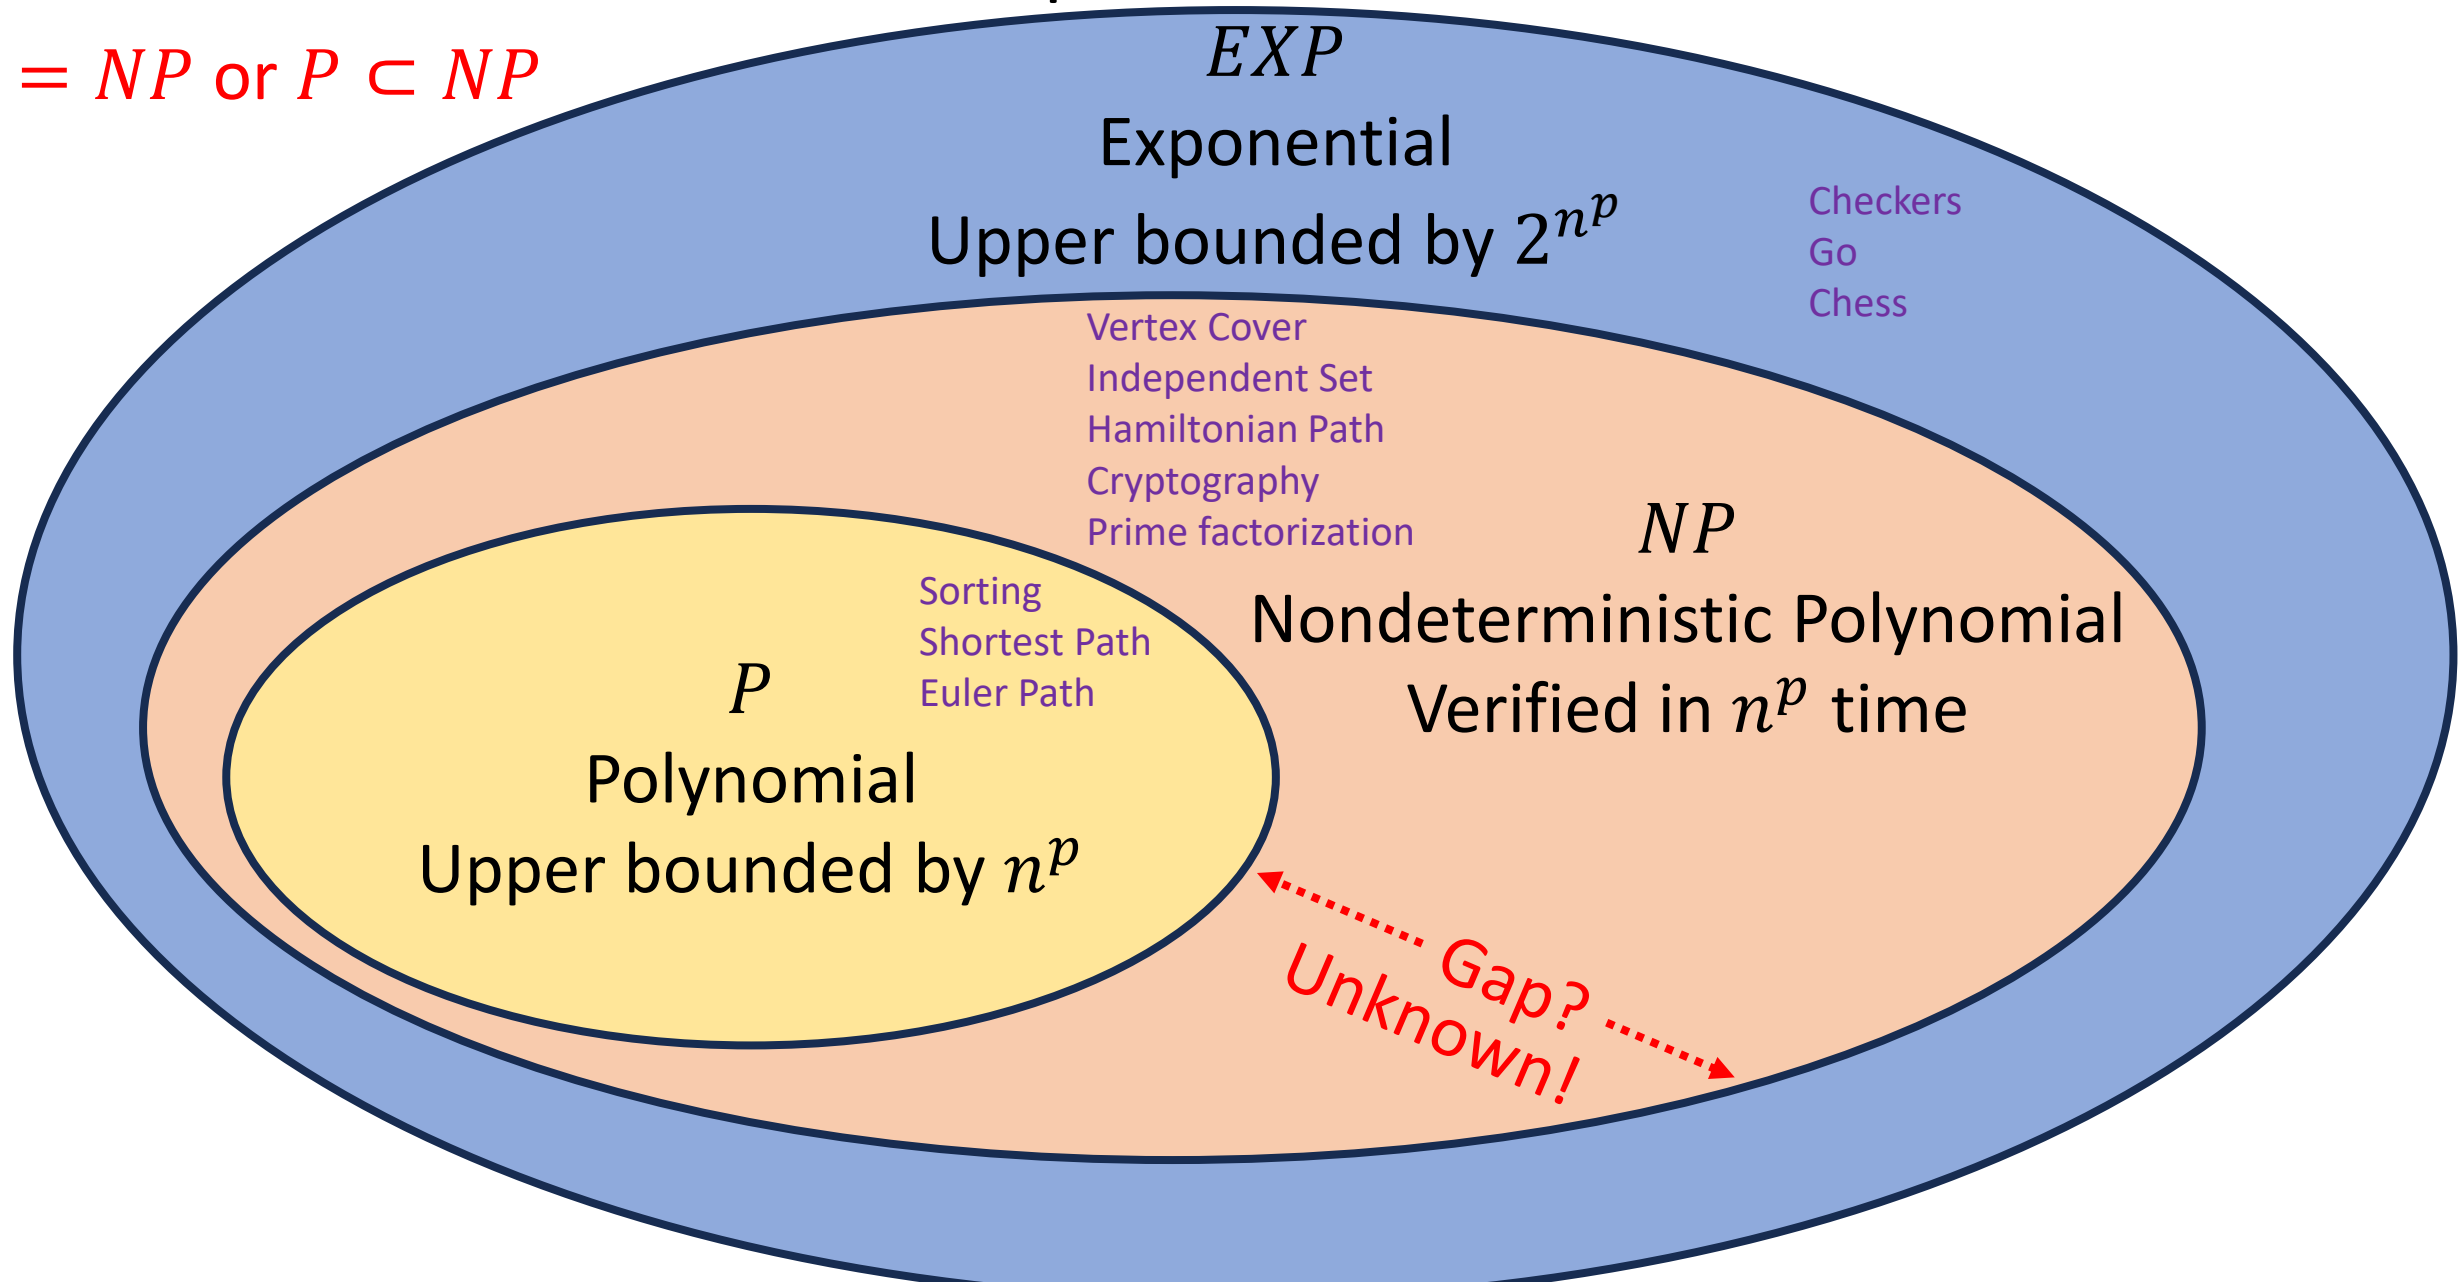 = NP or P ⊂ NP
EXP
Exponential
Upper bounded by 2^{n^p}
Checkers
Go
Chess
Vertex Cover
Independent Set
Hamiltonian Path
Cryptography
Prime factorization
NP
Nondeterministic Polynomial
Verified in n^p time
Sorting
Shortest Path
Euler Path
P
Polynomial
Upper bounded by n^p
Gap?
Unknown!